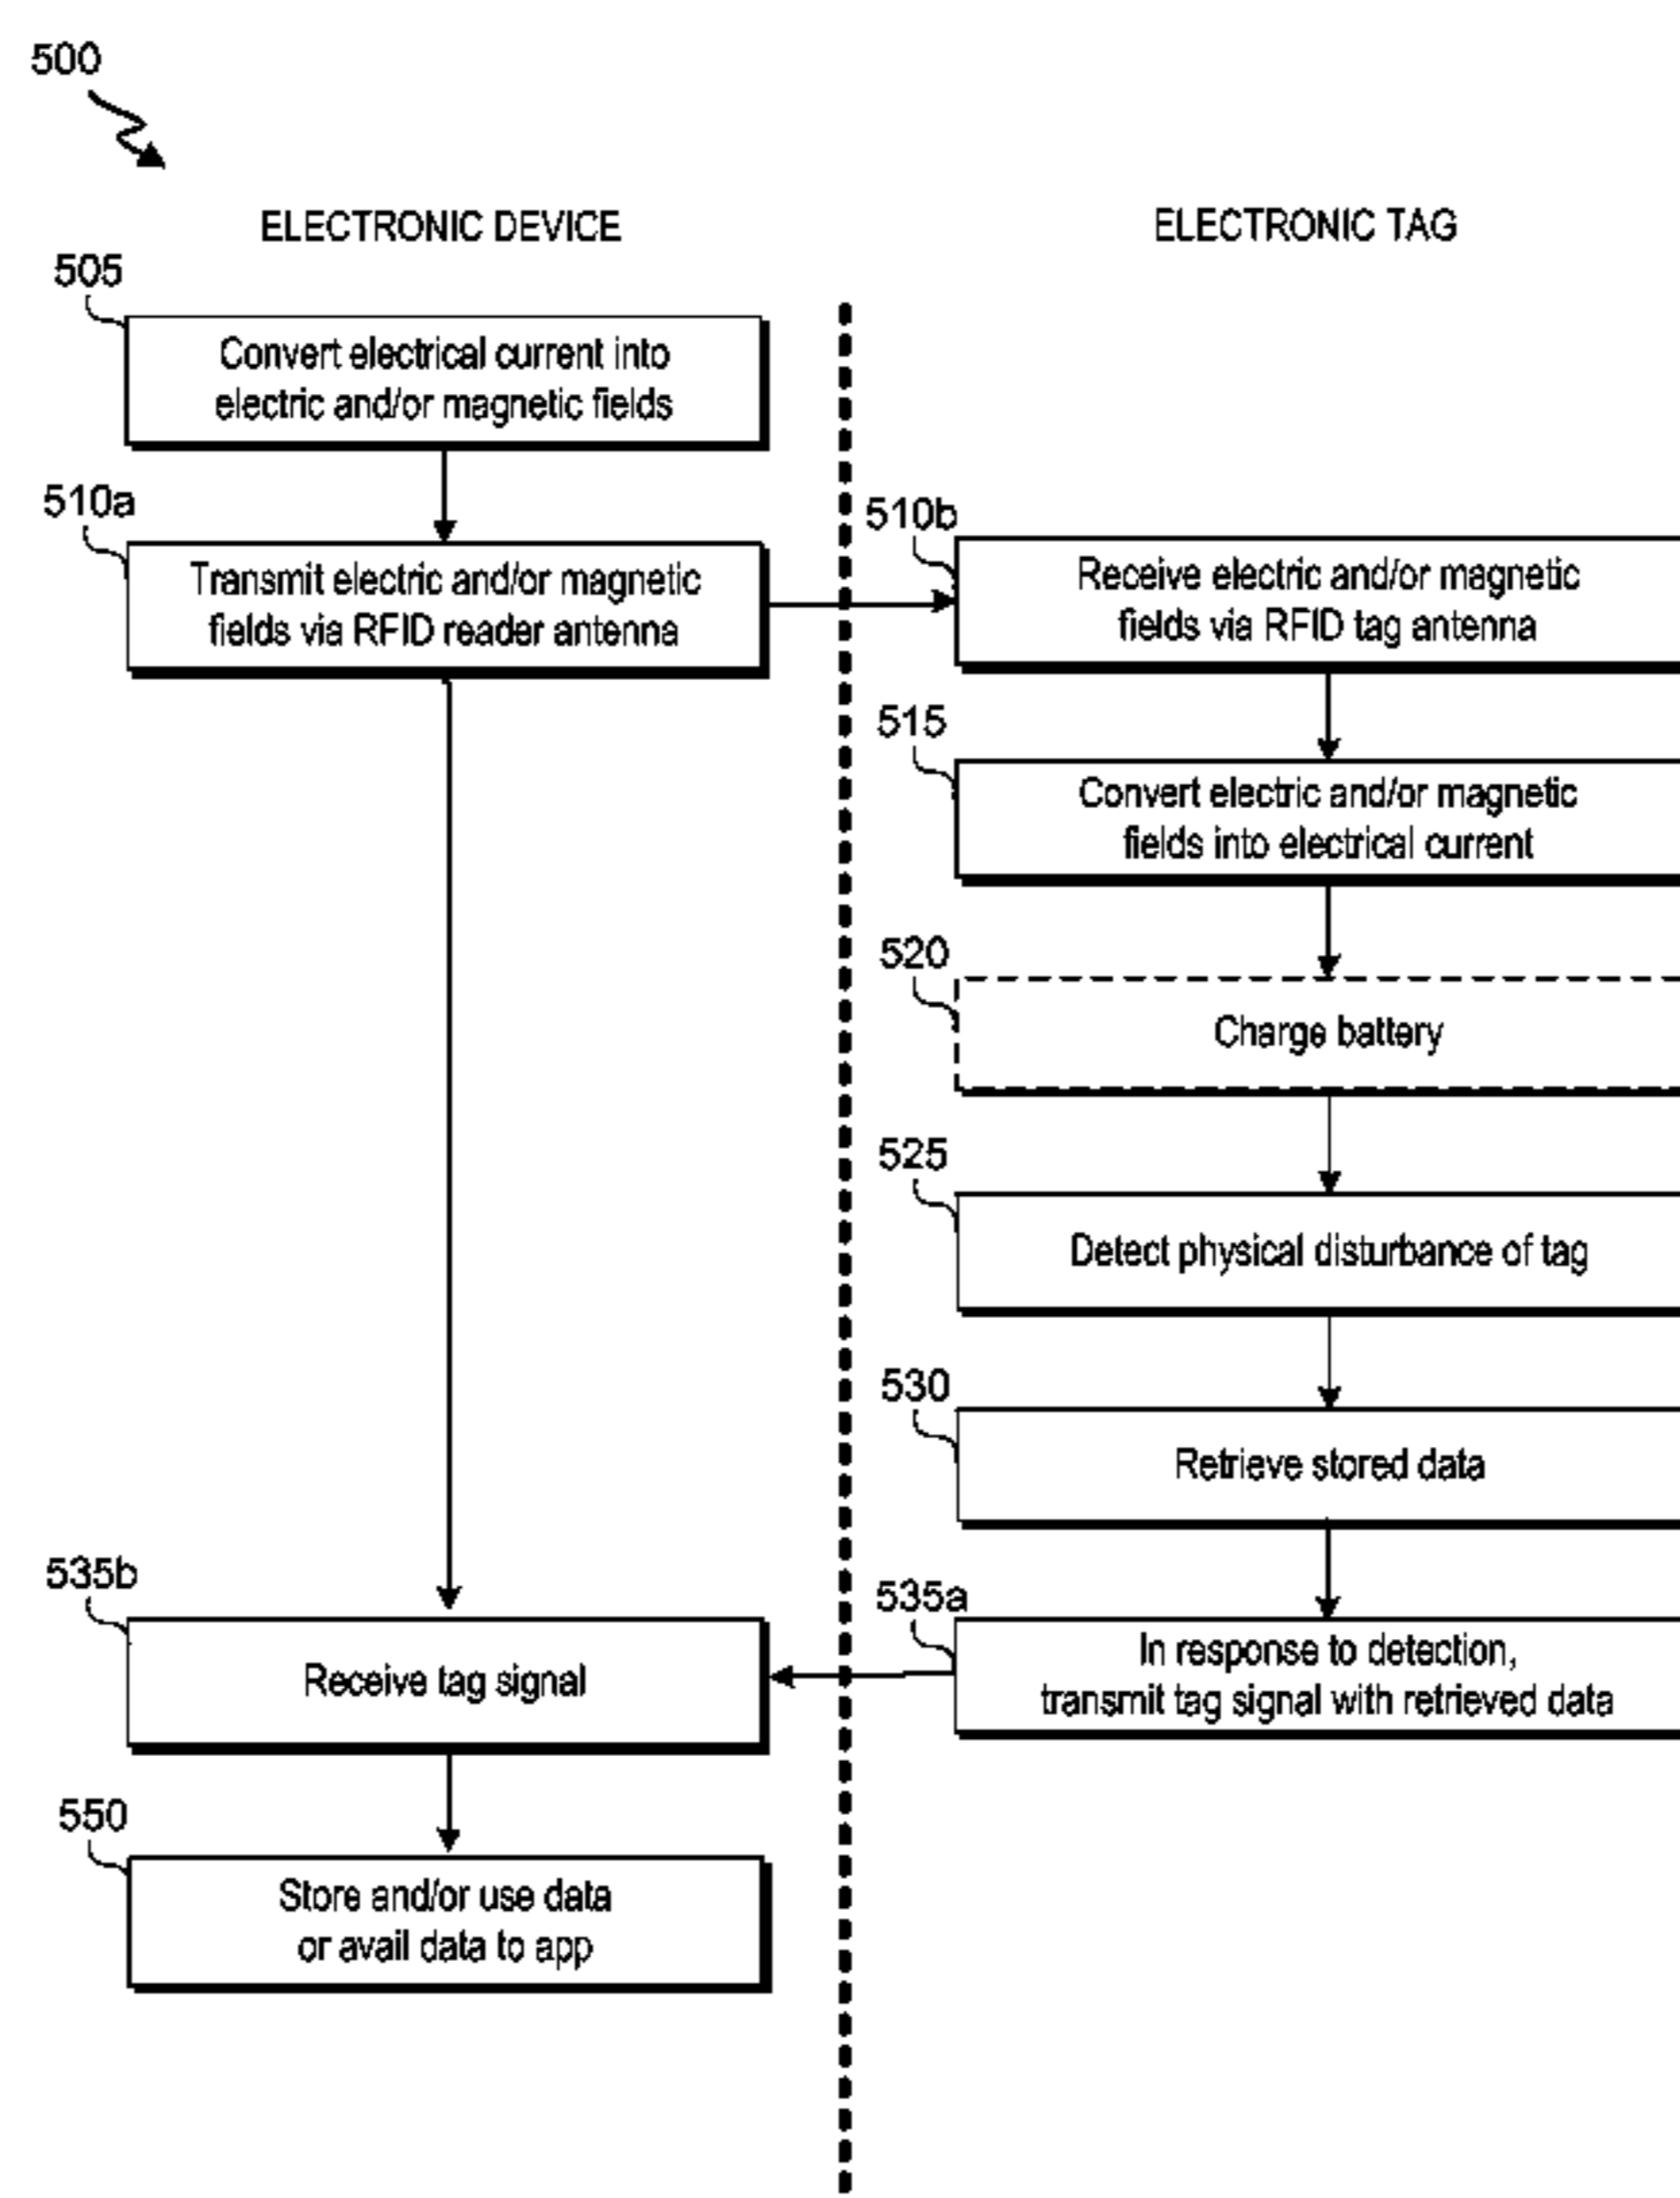 500
ELECTRONIC DEVICE
ELECTRONIC TAG
505
Convert electrical current into
electric and/or magnetic fields
510a
Transmit electric and/or magnetic
fields via RFID reader antenna
510b
Receive electric and/or magnetic
fields via RFID tag antenna
515
Convert electric and/or magnetic
fields into electrical current
520
Charge battery
525
Detect physical disturbance of tag
530
Retrieve stored data
535a
In response to detection,
transmit tag signal with retrieved data
535b
Receive tag signal
550
Store and/or use data
or avail data to app